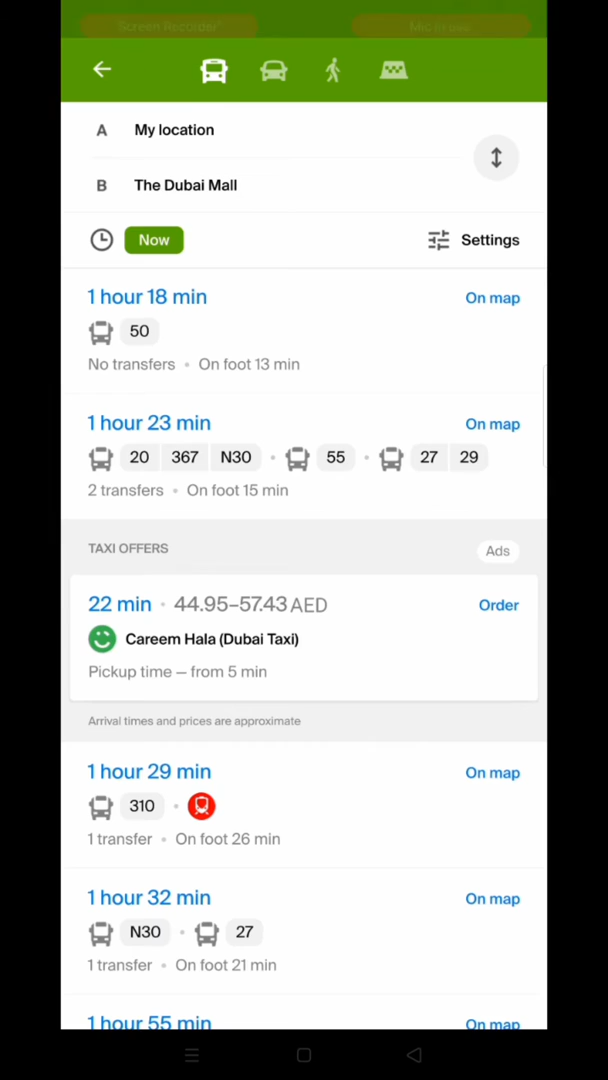 Screen Recorder
Mic in use
A My location
B The Dubai Mall
Now Settings
1 hour 18 min On map
50
No transfers • On foot 13 min
1 hour 23 min On map
20 367 N30 • 55 • 27 29
2 transfers • On foot 15 min
TAXI OFFERS Ads
22 min • 44.95–57.43 AED Order
Careem Hala (Dubai Taxi)
Pickup time – from 5 min
Arrival times and prices are approximate
1 hour 29 min On map
310
1 transfer • On foot 26 min
1 hour 32 min On map
N30 • 27
1 transfer • On foot 21 min
1 hour 55 min On map